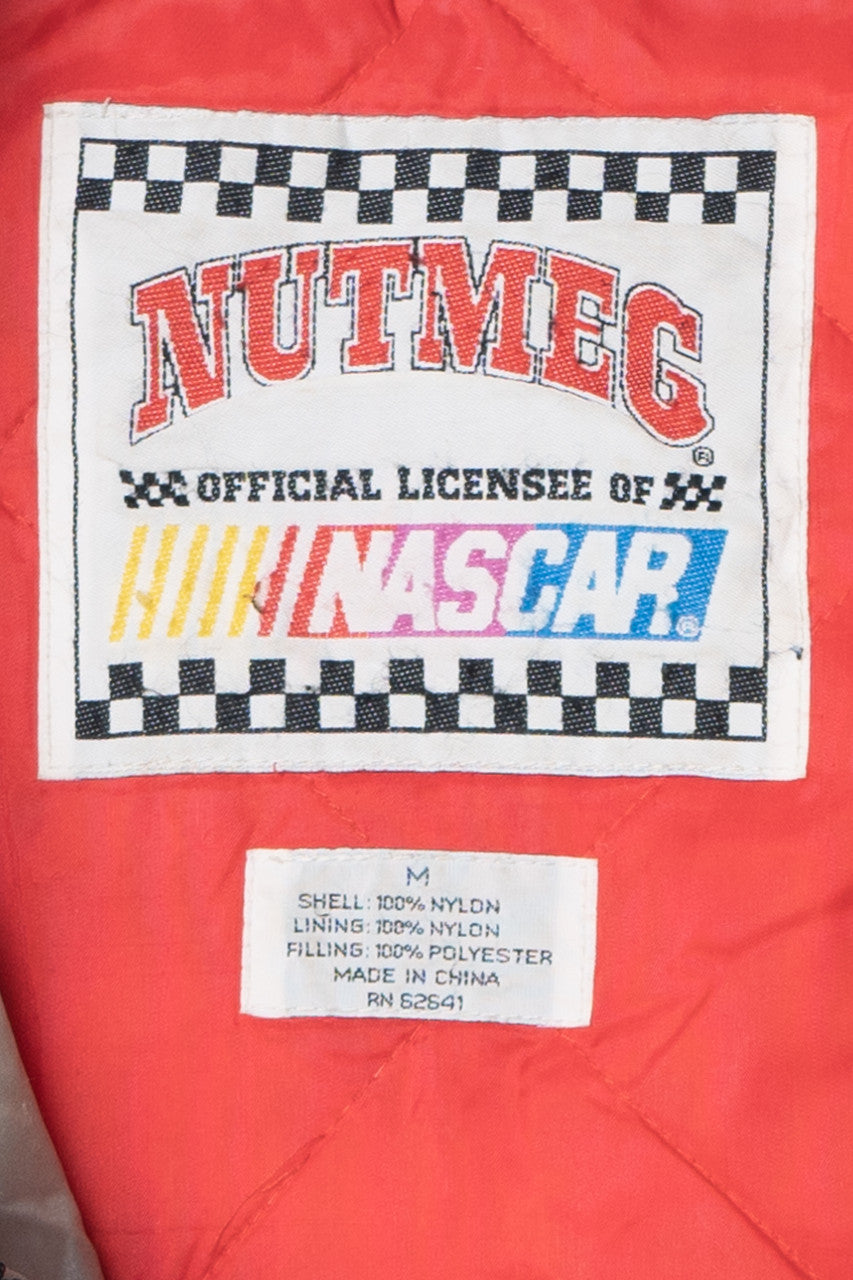 NUTMEG®
OFFICIAL LICENSEE OF
NASCAR®
M
SHELL: 100% NYLON
LINING: 100% NYLON
FILLING: 100% POLYESTER
MADE IN CHINA
RN 62641